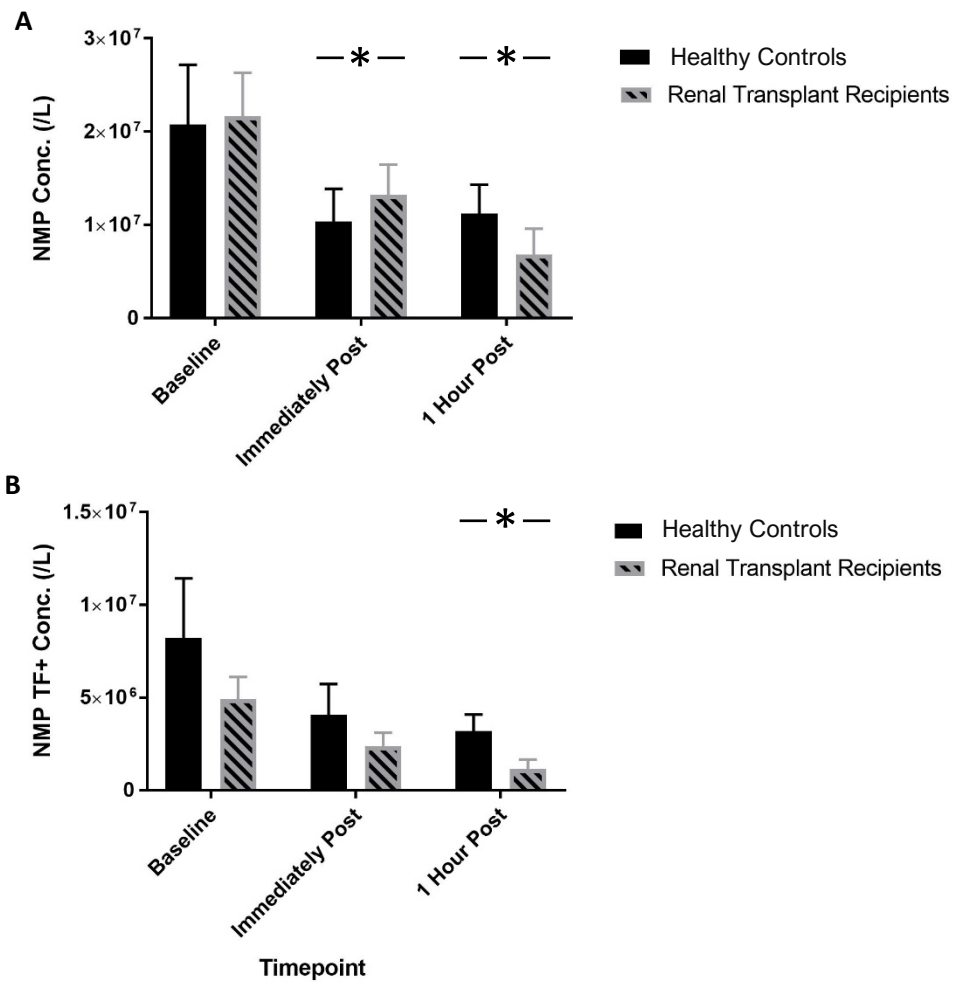 A
NMP Conc. (/L)
3×10⁷
2×10⁷
1×10⁷
0
* *
Healthy Controls
Renal Transplant Recipients
Baseline
Immediately Post
1 Hour Post
B
NMP TF+ Conc. (/L)
1.5×10⁷
1×10⁷
5×10⁶
0
*
Healthy Controls
Renal Transplant Recipients
Baseline
Immediately Post
1 Hour Post
Timepoint